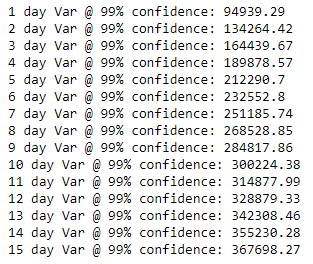 1 day Var @ 99% confidence: 94939.29
2 day Var @ 99% confidence: 134264.42
3 day Var @ 99% confidence: 164439.67
4 day Var @ 99% confidence: 189878.57
5 day Var @ 99% confidence: 212290.7
6 day Var @ 99% confidence: 232552.8
7 day Var @ 99% confidence: 251185.74
8 day Var @ 99% confidence: 268528.85
9 day Var @ 99% confidence: 284817.86
10 day Var @ 99% confidence: 300224.38
11 day Var @ 99% confidence: 314877.99
12 day Var @ 99% confidence: 328879.33
13 day Var @ 99% confidence: 342308.46
14 day Var @ 99% confidence: 355230.28
15 day Var @ 99% confidence: 367698.27